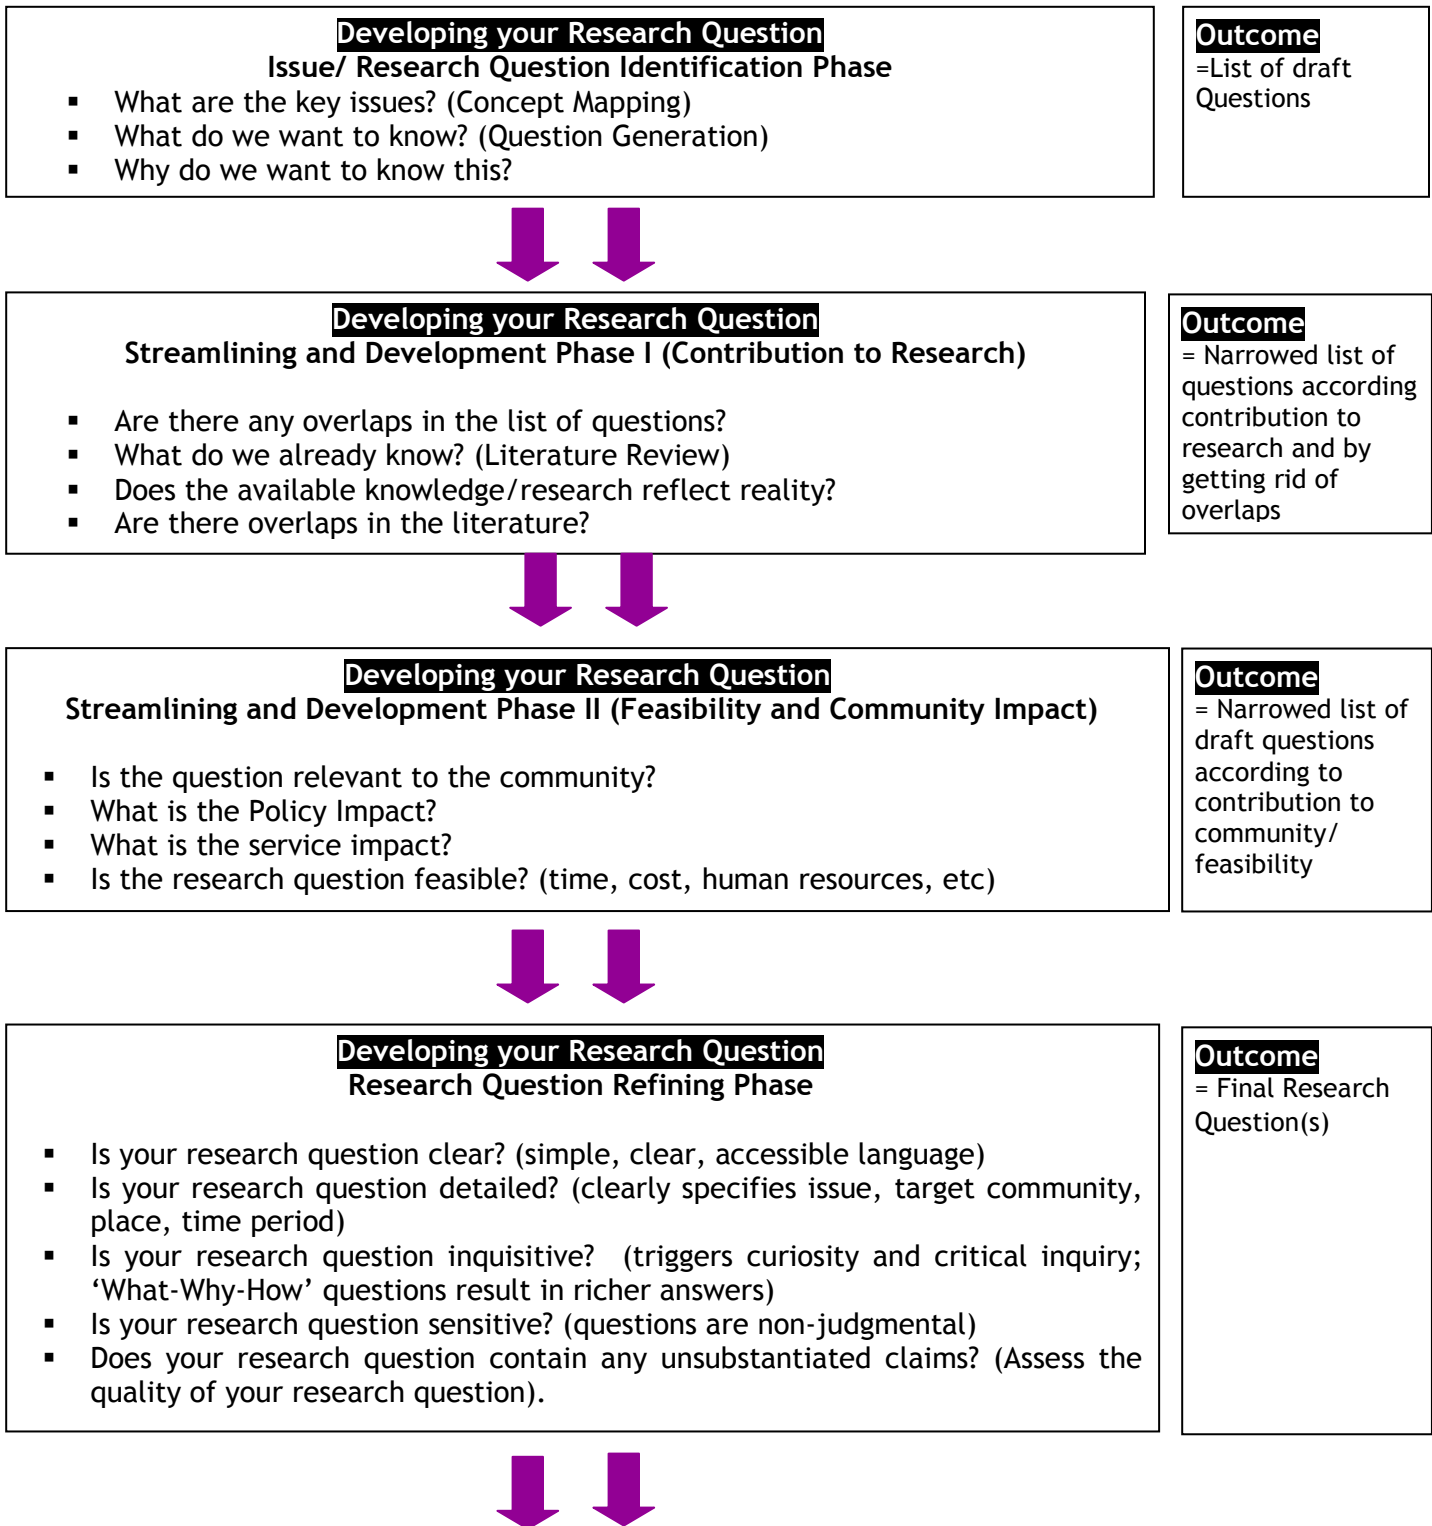 Developing your Research Question
Issue/ Research Question Identification Phase
▪ What are the key issues? (Concept Mapping)
▪ What do we want to know? (Question Generation)
▪ Why do we want to know this?
Outcome
=List of draft
Questions
Developing your Research Question
Streamlining and Development Phase I (Contribution to Research)
▪ Are there any overlaps in the list of questions?
▪ What do we already know? (Literature Review)
▪ Does the available knowledge/research reflect reality?
▪ Are there overlaps in the literature?
Outcome
= Narrowed list of
questions according
contribution to
research and by
getting rid of
overlaps
Developing your Research Question
Streamlining and Development Phase II (Feasibility and Community Impact)
▪ Is the question relevant to the community?
▪ What is the Policy Impact?
▪ What is the service impact?
▪ Is the research question feasible? (time, cost, human resources, etc)
Outcome
= Narrowed list of
draft questions
according to
contribution to
community/
feasibility
Developing your Research Question
Research Question Refining Phase
▪ Is your research question clear? (simple, clear, accessible language)
▪ Is your research question detailed? (clearly specifies issue, target community,
place, time period)
▪ Is your research question inquisitive? (triggers curiosity and critical inquiry;
‘What-Why-How’ questions result in richer answers)
▪ Is your research question sensitive? (questions are non-judgmental)
▪ Does your research question contain any unsubstantiated claims? (Assess the
quality of your research question).
Outcome
= Final Research
Question(s)